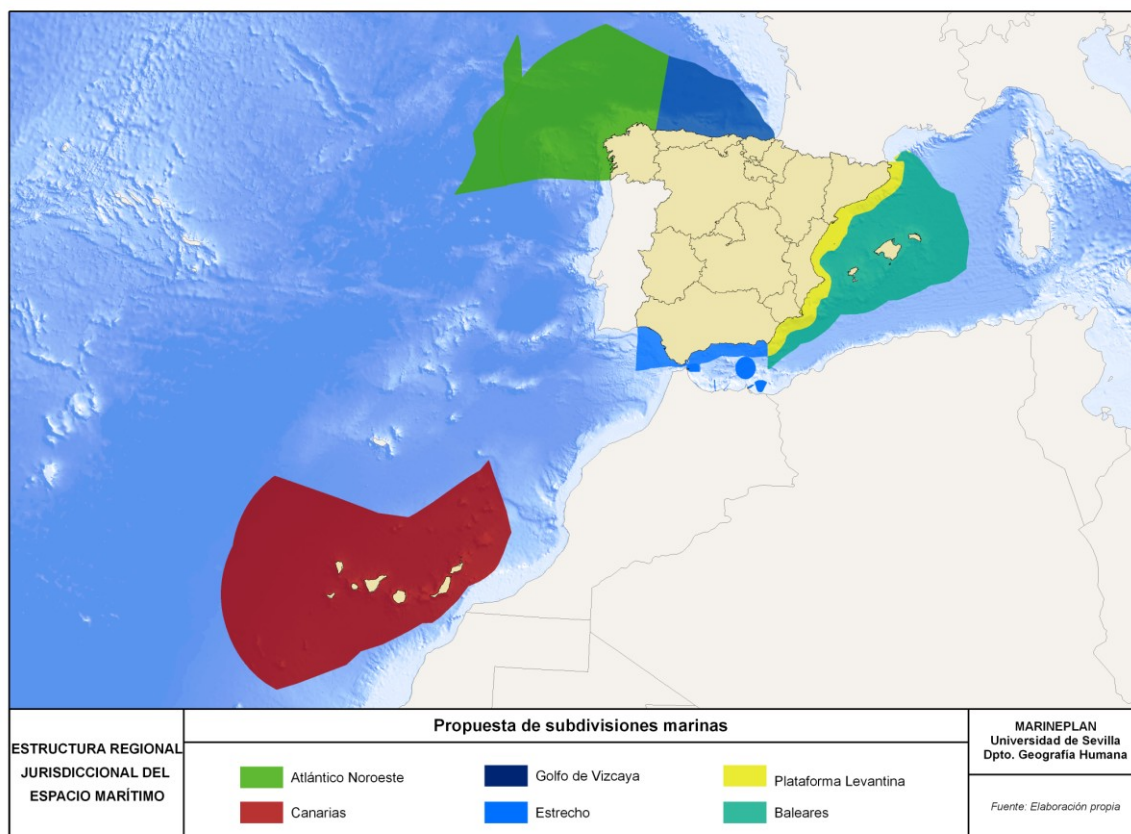 ESTRUCTURA REGIONAL
JURISDICCIONAL DEL
ESPACIO MARÍTIMO
Propuesta de subdivisiones marinas
Atlántico Noroeste
Golfo de Vizcaya
Plataforma Levantina
Canarias
Estrecho
Baleares
MARINEPLAN
Universidad de Sevilla
Dpto. Geografía Humana
Fuente: Elaboración propia